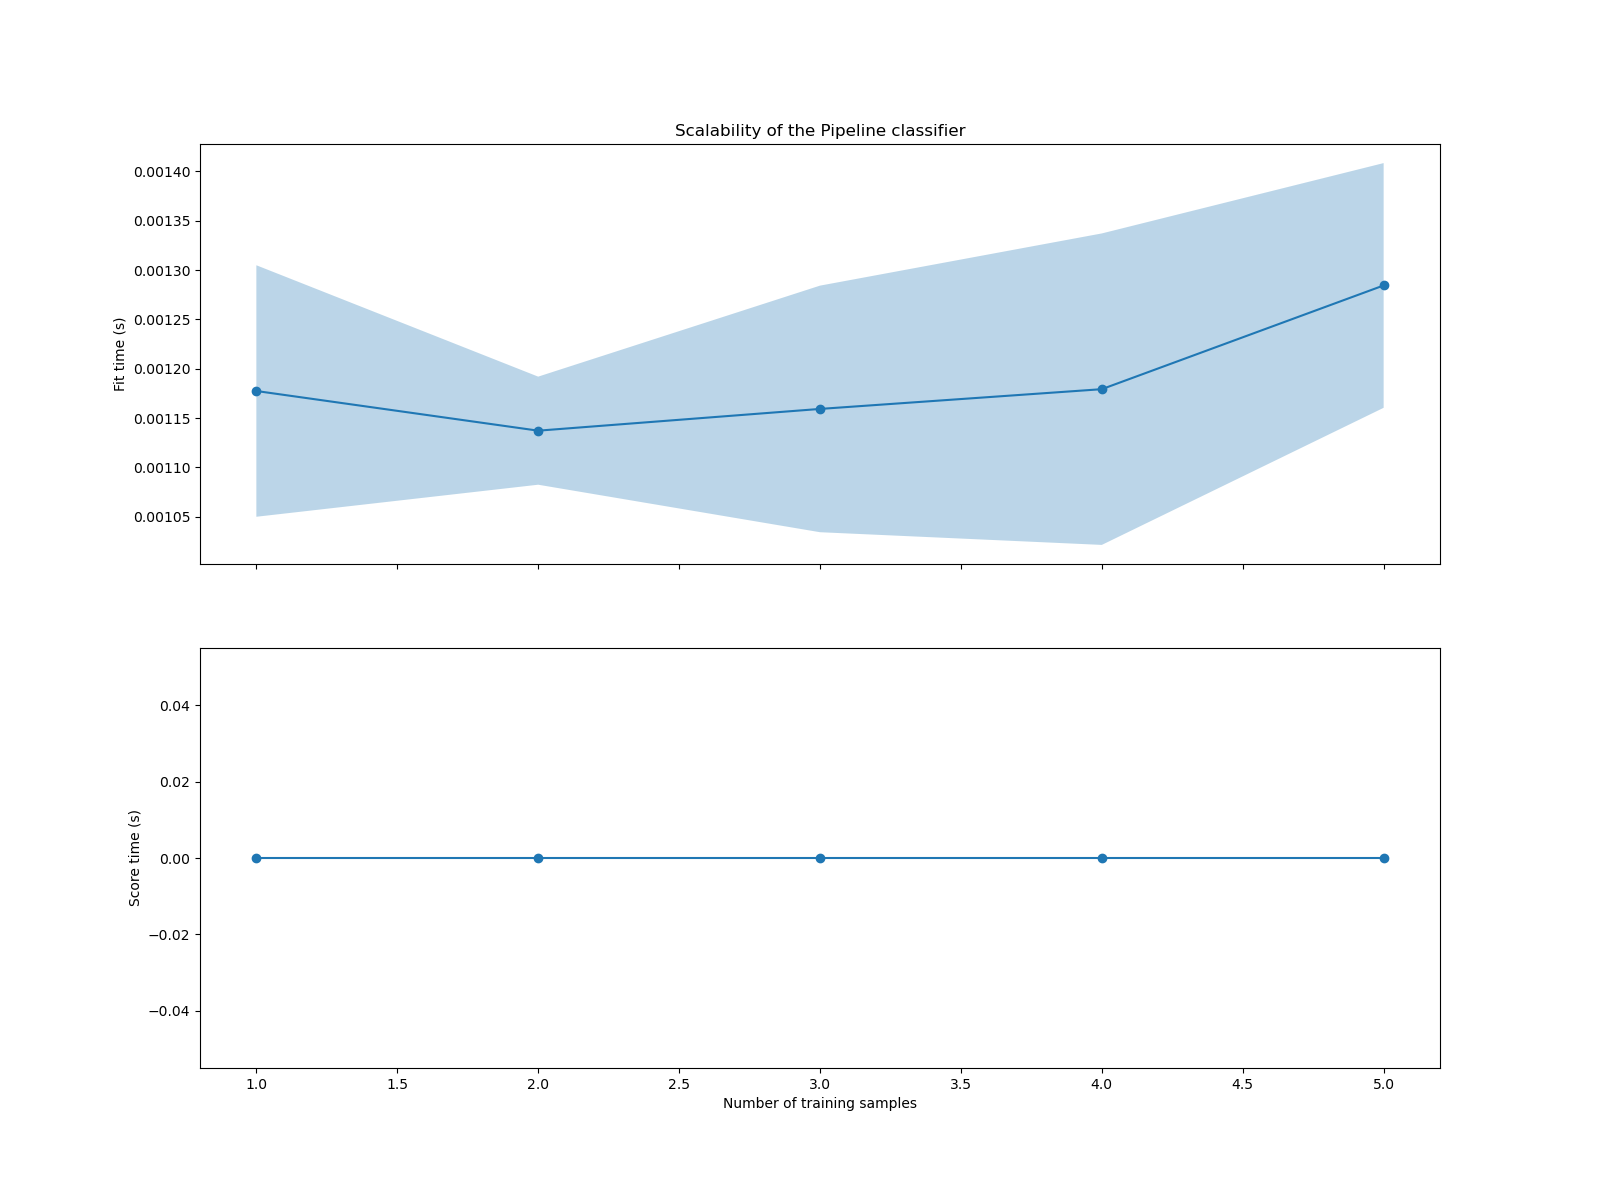 Scalability of the Pipeline classifier
0.00140
0.00135
0.00130
0.00125
0.00120
0.00115
0.00110
0.00105
Fit time (s)
0.04
0.02
0.00
−0.02
−0.04
Score time (s)
1.0 1.5 2.0 2.5 3.0 3.5 4.0 4.5 5.0
Number of training samples